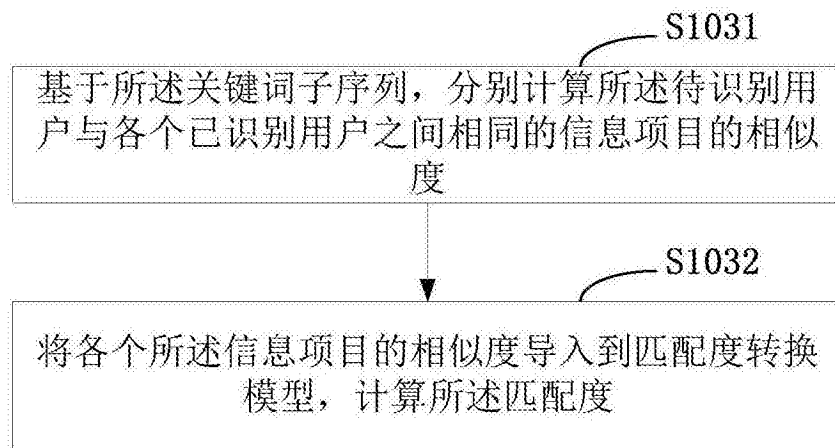 S1031
基于所述关键词子序列，分别计算所述待识别用
户与各个已识别用户之间相同的信息项目的相似
度
S1032
将各个所述信息项目的相似度导入到匹配度转换
模型，计算所述匹配度